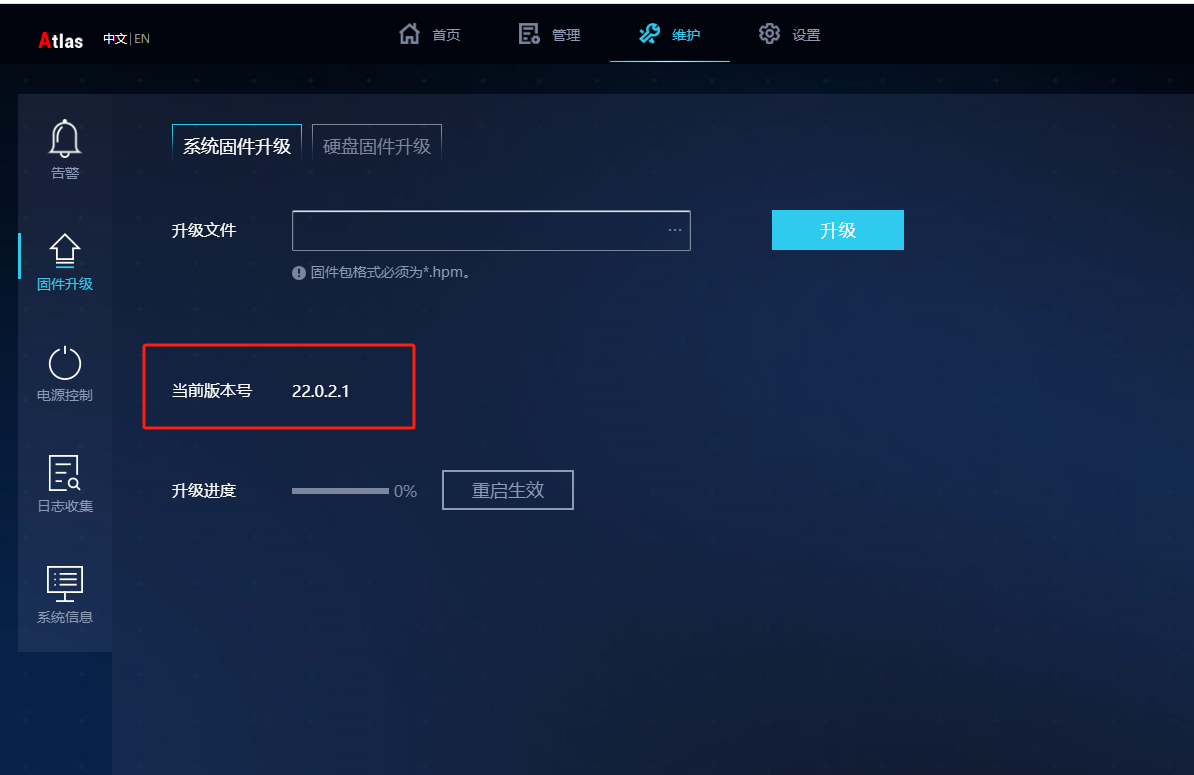 Atlas 中文|EN 首页 管理 维护 设置
告警
固件升级
电源控制
日志收集
系统信息
系统固件升级 硬盘固件升级
升级文件 ... 升级
固件包格式必须为*.hpm。
当前版本号 22.0.2.1
升级进度 0% 重启生效